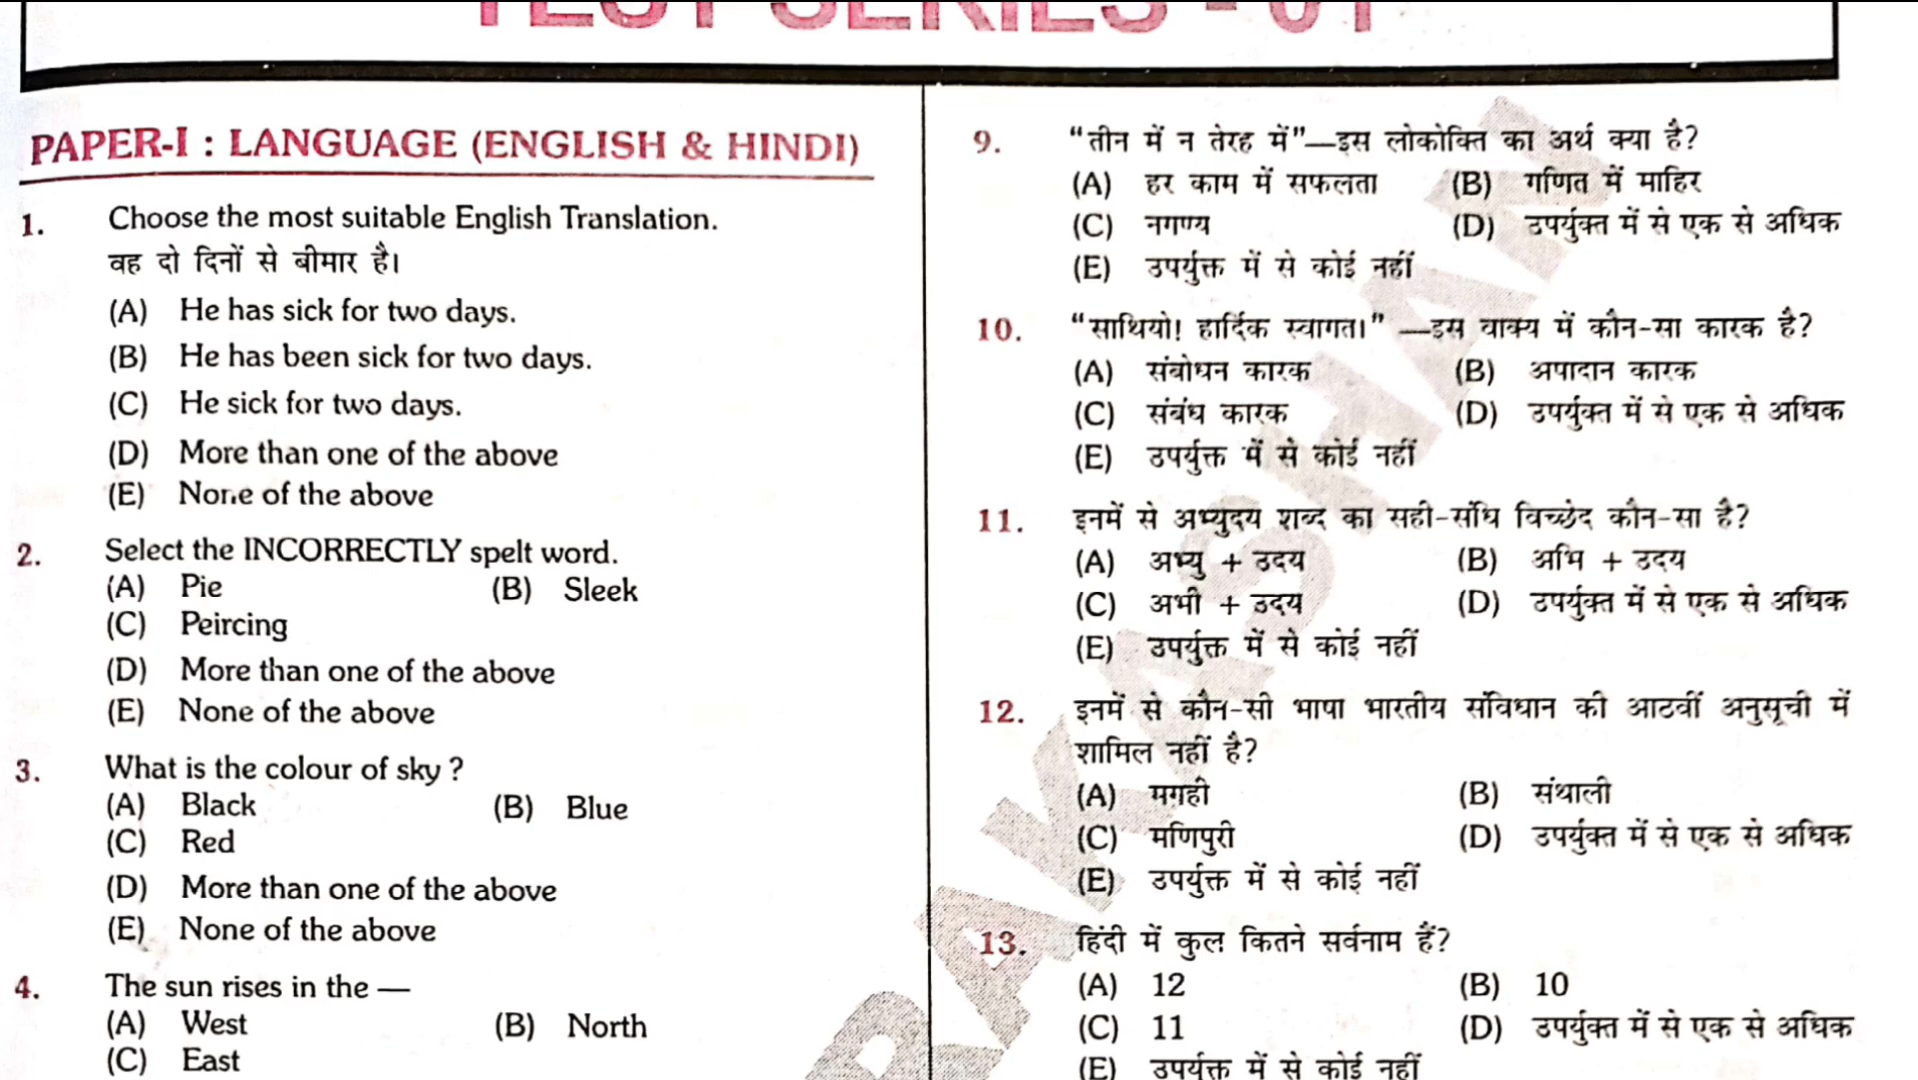 TEST SERIES - 01
PAPER-I : LANGUAGE (ENGLISH & HINDI)
1. Choose the most suitable English Translation.
वह दो दिनों से बीमार है।
(A) He has sick for two days.
(B) He has been sick for two days.
(C) He sick for two days.
(D) More than one of the above
(E) None of the above
2. Select the INCORRECTLY spelt word.
(A) Pie (B) Sleek
(C) Peircing
(D) More than one of the above
(E) None of the above
3. What is the colour of sky ?
(A) Black (B) Blue
(C) Red
(D) More than one of the above
(E) None of the above
4. The sun rises in the —
(A) West (B) North
(C) East
9. “तीन में न तेरह में”—इस लोकोक्ति का अर्थ क्या है?
(A) हर काम में सफलता (B) गणित में माहिर
(C) नगण्य (D) उपर्युक्त में से एक से अधिक
(E) उपर्युक्त में से कोई नहीं
10. “साथियो! हार्दिक स्वागत।” —इस वाक्य में कौन-सा कारक है?
(A) संबोधन कारक (B) अपादान कारक
(C) संबंध कारक (D) उपर्युक्त में से एक से अधिक
(E) उपर्युक्त में से कोई नहीं
11. इनमें से अभ्युदय शब्द का सही-संधि विच्छेद कौन-सा है?
(A) अभ्यु + उदय (B) अभि + उदय
(C) अभी + उदय (D) उपर्युक्त में से एक से अधिक
(E) उपर्युक्त में से कोई नहीं
12. इनमें से कौन-सी भाषा भारतीय संविधान की आठवीं अनुसूची में
शामिल नहीं है?
(A) मगही (B) संथाली
(C) मणिपुरी (D) उपर्युक्त में से एक से अधिक
(E) उपर्युक्त में से कोई नहीं
13. हिंदी में कुल कितने सर्वनाम हैं?
(A) 12 (B) 10
(C) 11 (D) उपर्युक्त में से एक से अधिक
(E) उपर्युक्त में से कोई नहीं
RAKASHAN